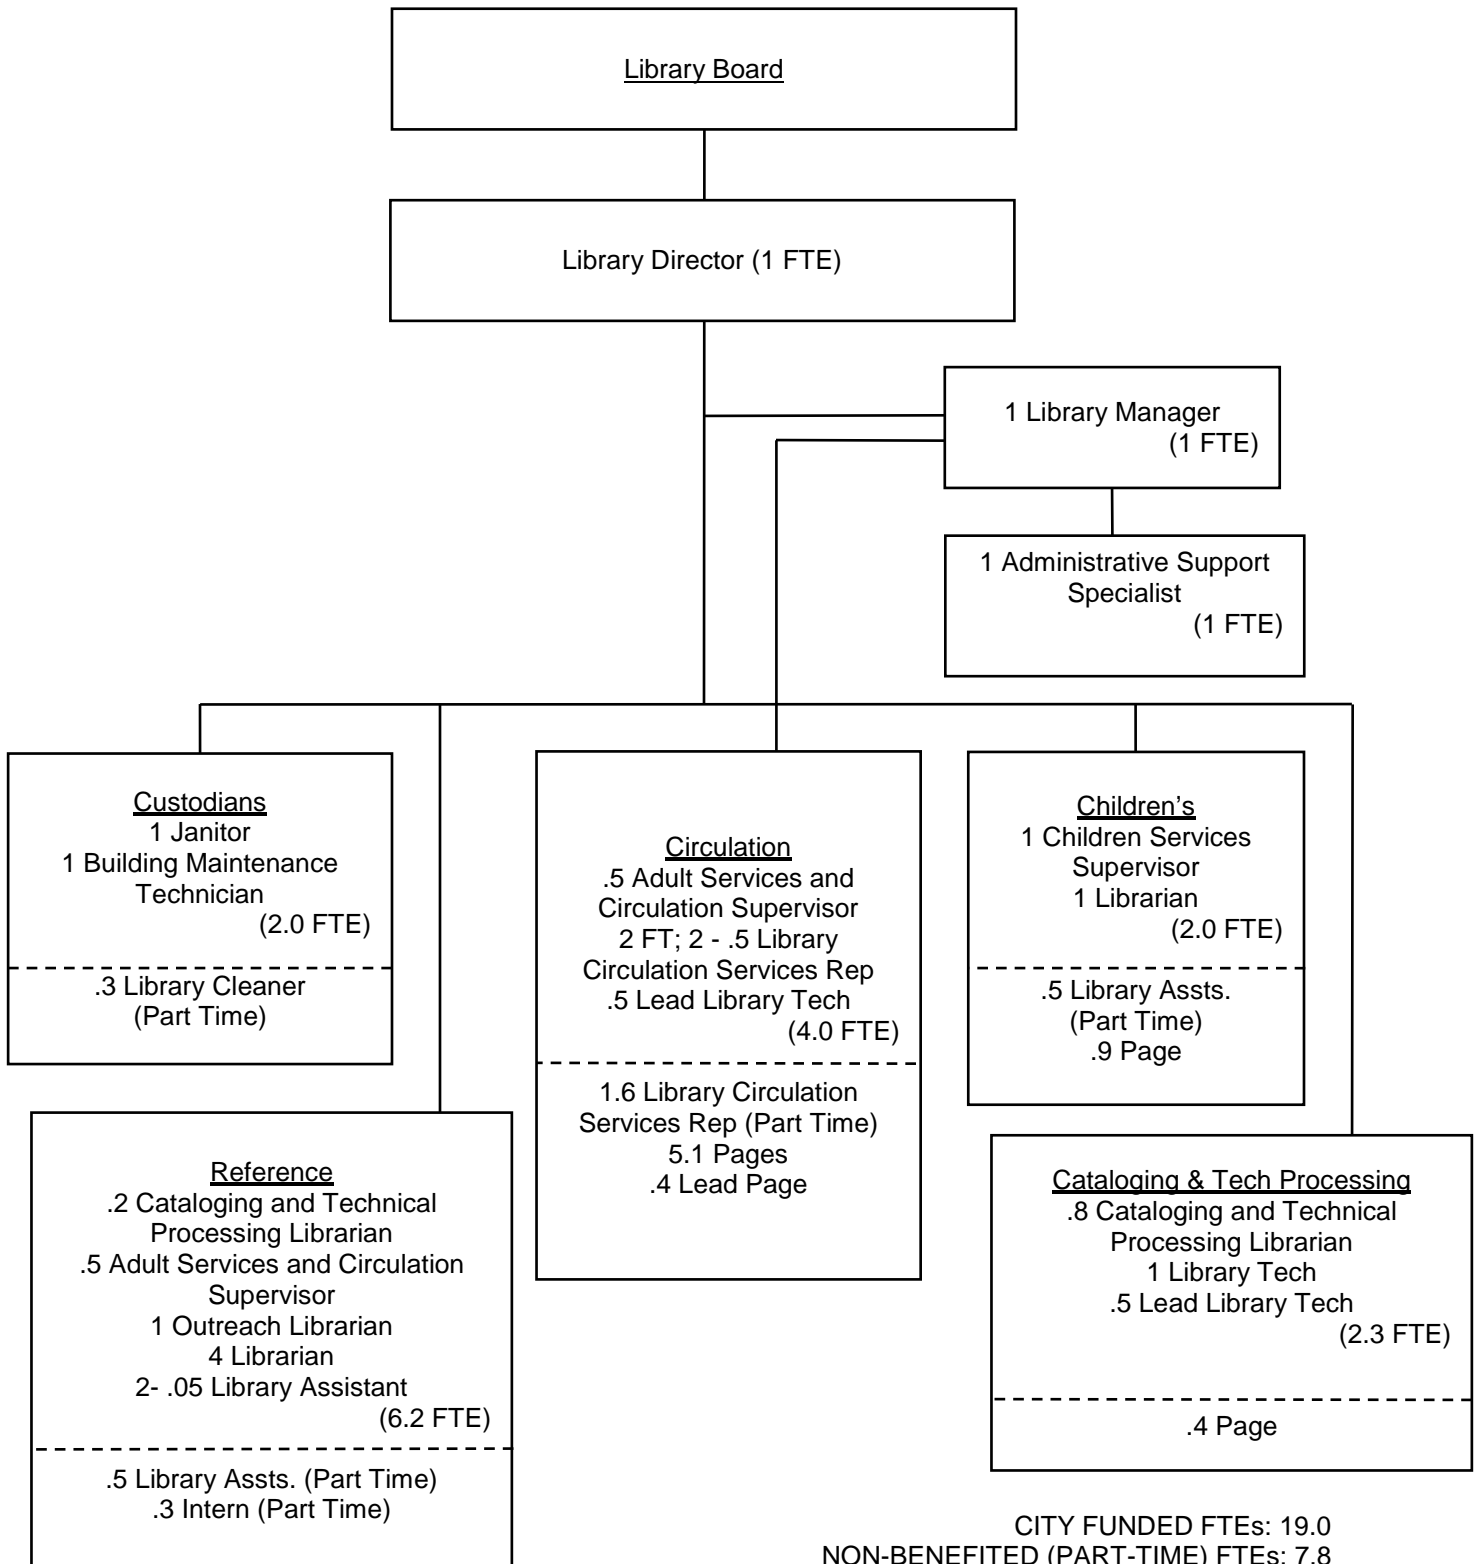 Library Board
Library Director (1 FTE)
1 Library Manager
(1 FTE)
1 Administrative Support
Specialist
(1 FTE)
Custodians
1 Janitor
1 Building Maintenance
Technician
(2.0 FTE)
.3 Library Cleaner
(Part Time)
Circulation
.5 Adult Services and
Circulation Supervisor
2 FT; 2 - .5 Library
Circulation Services Rep
.5 Lead Library Tech
(4.0 FTE)
1.6 Library Circulation
Services Rep (Part Time)
5.1 Pages
.4 Lead Page
Children’s
1 Children Services
Supervisor
1 Librarian
(2.0 FTE)
.5 Library Assts.
(Part Time)
.9 Page
Reference
.2 Cataloging and Technical
Processing Librarian
.5 Adult Services and Circulation
Supervisor
1 Outreach Librarian
4 Librarian
2- .05 Library Assistant
(6.2 FTE)
.5 Library Assts. (Part Time)
.3 Intern (Part Time)
Cataloging & Tech Processing
.8 Cataloging and Technical
Processing Librarian
1 Library Tech
.5 Lead Library Tech
(2.3 FTE)
.4 Page
CITY FUNDED FTEs: 19.0
NON-BENEFITED (PART-TIME) FTEs: 7.8